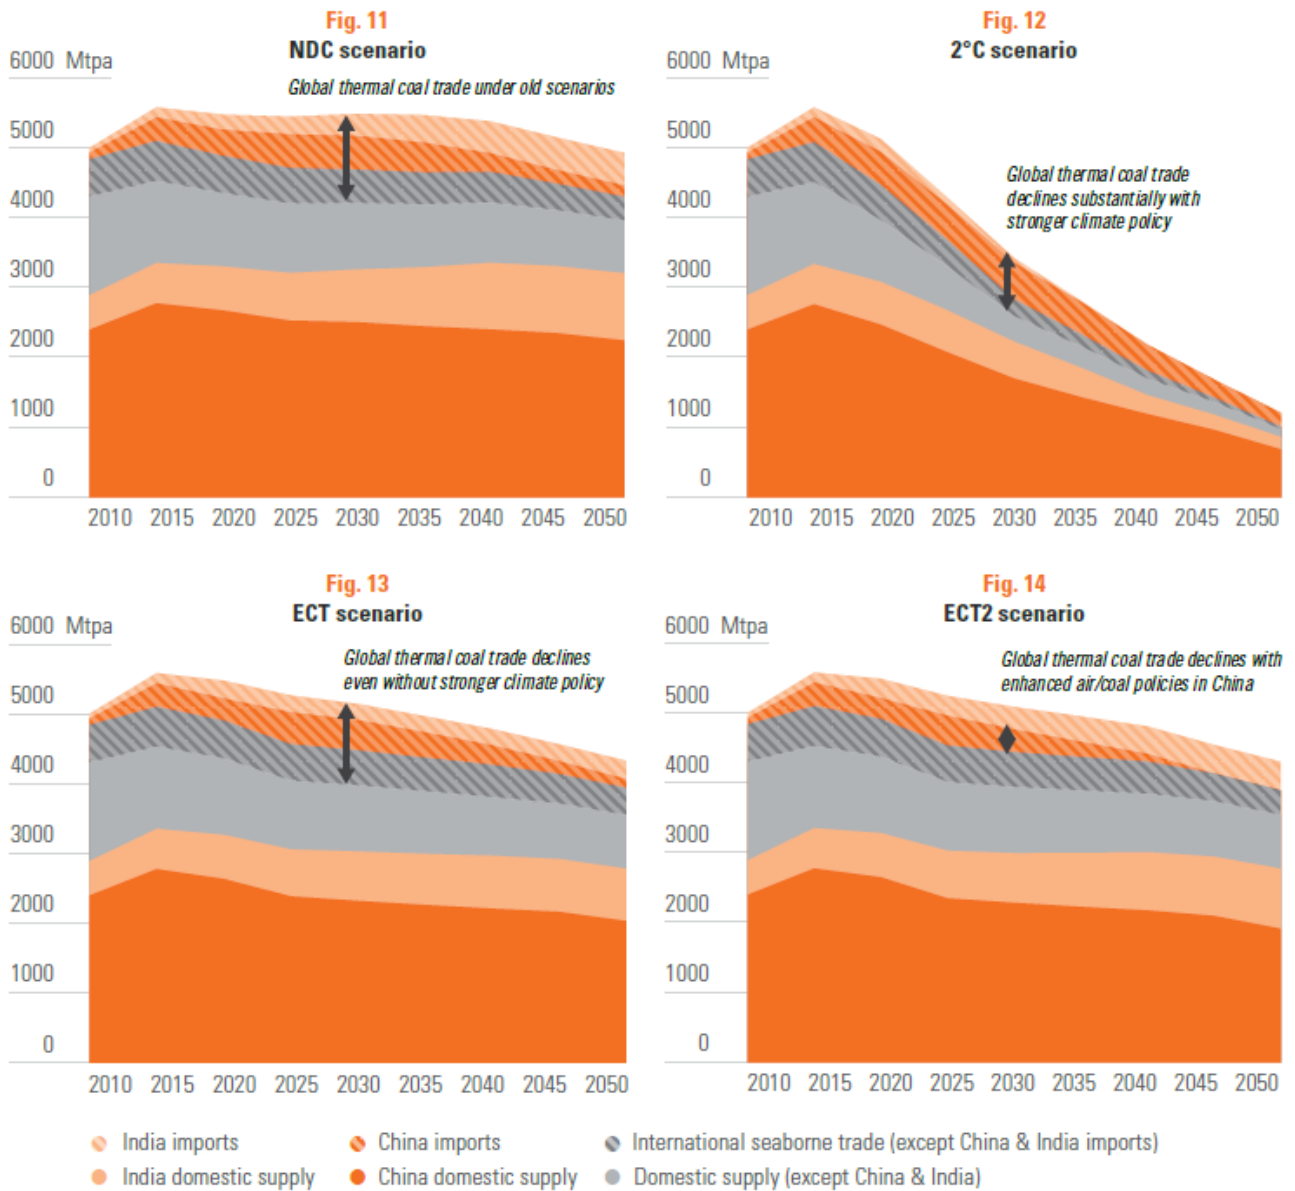 Fig. 11
NDC scenario
6000 Mtpa
Global thermal coal trade under old scenarios
5000
4000
3000
2000
1000
0
2010 2015 2020 2025 2030 2035 2040 2045 2050
Fig. 12
2°C scenario
6000 Mtpa
5000
Global thermal coal trade
declines substantially with
stronger climate policy
4000
3000
2000
1000
0
2010 2015 2020 2025 2030 2035 2040 2045 2050
Fig. 13
ECT scenario
6000 Mtpa
Global thermal coal trade declines
even without stronger climate policy
5000
4000
3000
2000
1000
0
2010 2015 2020 2025 2030 2035 2040 2045 2050
Fig. 14
ECT2 scenario
6000 Mtpa
Global thermal coal trade declines with
enhanced air/coal policies in China
5000
4000
3000
2000
1000
0
2010 2015 2020 2025 2030 2035 2040 2045 2050
India imports China imports International seaborne trade (except China & India imports)
India domestic supply China domestic supply Domestic supply (except China & India)